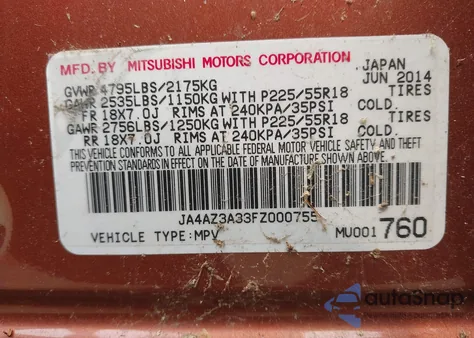 MFD. BY MITSUBISHI MOTORS CORPORATION JAPAN
GVWR 4795LBS/2175KG JUN 2014
GAWR 2535LBS/1150KG WITH P225/55R18 TIRES
FR 18X7.0J RIMS AT 240KPA/35PSI COLD.
GAWR 2756LBS/1250KG WITH P225/55R18 TIRES
RR 18X7.0J RIMS AT 240KPA/35PSI COLD.
THIS VEHICLE CONFORMS TO ALL APPLICABLE FEDERAL MOTOR VEHICLE SAFETY AND THEFT
PREVENTION STANDARDS IN EFFECT ON THE DATE OF MANUFACTURE SHOWN ABOVE.
JA4AZ3A33FZ000755
VEHICLE TYPE: MPV MU001 760
autosnap